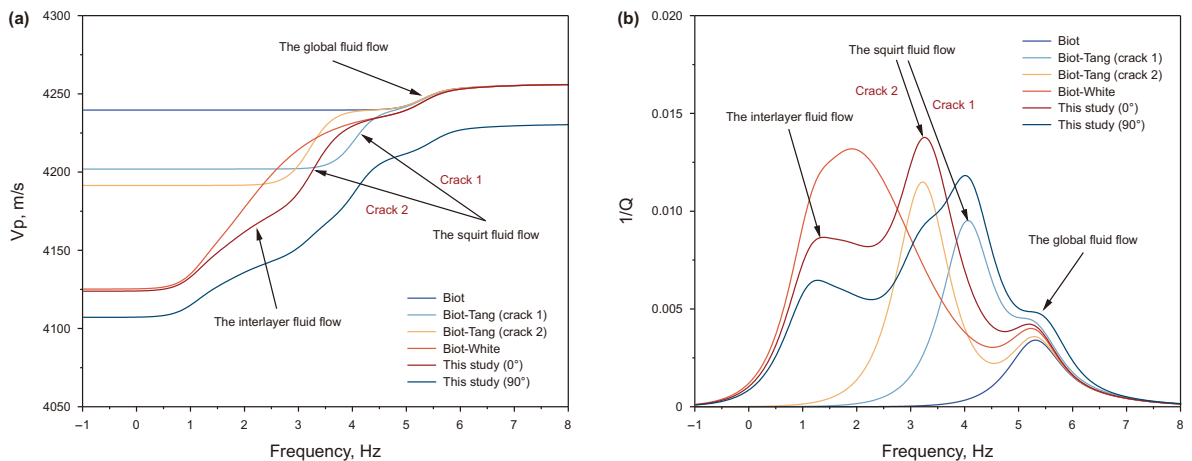 (a)
4300
4250
4200
4150
4100
4050
Vp, m/s
−1
0
1
2
3
4
5
6
7
8
Frequency, Hz
The global fluid flow
Crack 1
Crack 2
The squirt fluid flow
The interlayer fluid flow
Biot
Biot-Tang (crack 1)
Biot-Tang (crack 2)
Biot-White
This study (0°)
This study (90°)
(b)
0.020
0.015
0.010
0.005
0
1/Q
−1
0
1
2
3
4
5
6
7
8
Frequency, Hz
The squirt fluid flow
Crack 2
Crack 1
The interlayer fluid flow
The global fluid flow
Biot
Biot-Tang (crack 1)
Biot-Tang (crack 2)
Biot-White
This study (0°)
This study (90°)